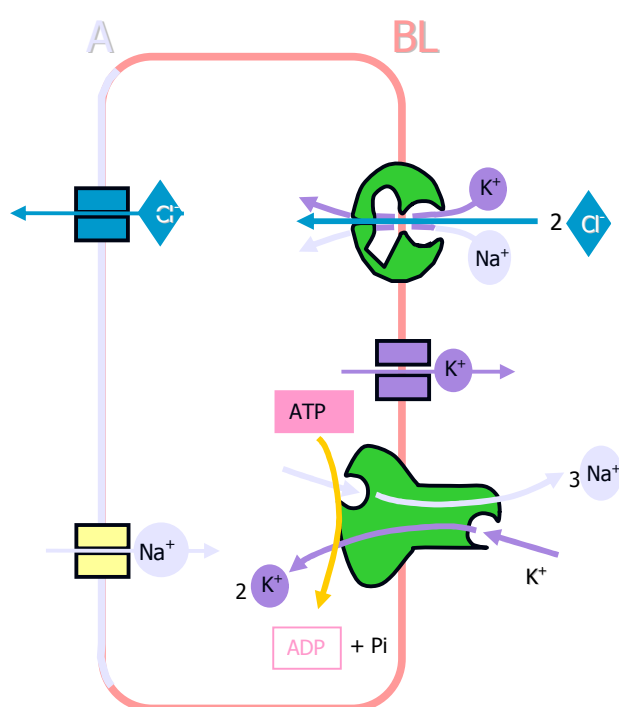 A
BL
Cl⁻
K⁺
2 Cl⁻
Na⁺
K⁺
ATP
3 Na⁺
Na⁺
2 K⁺
K⁺
ADP + Pi